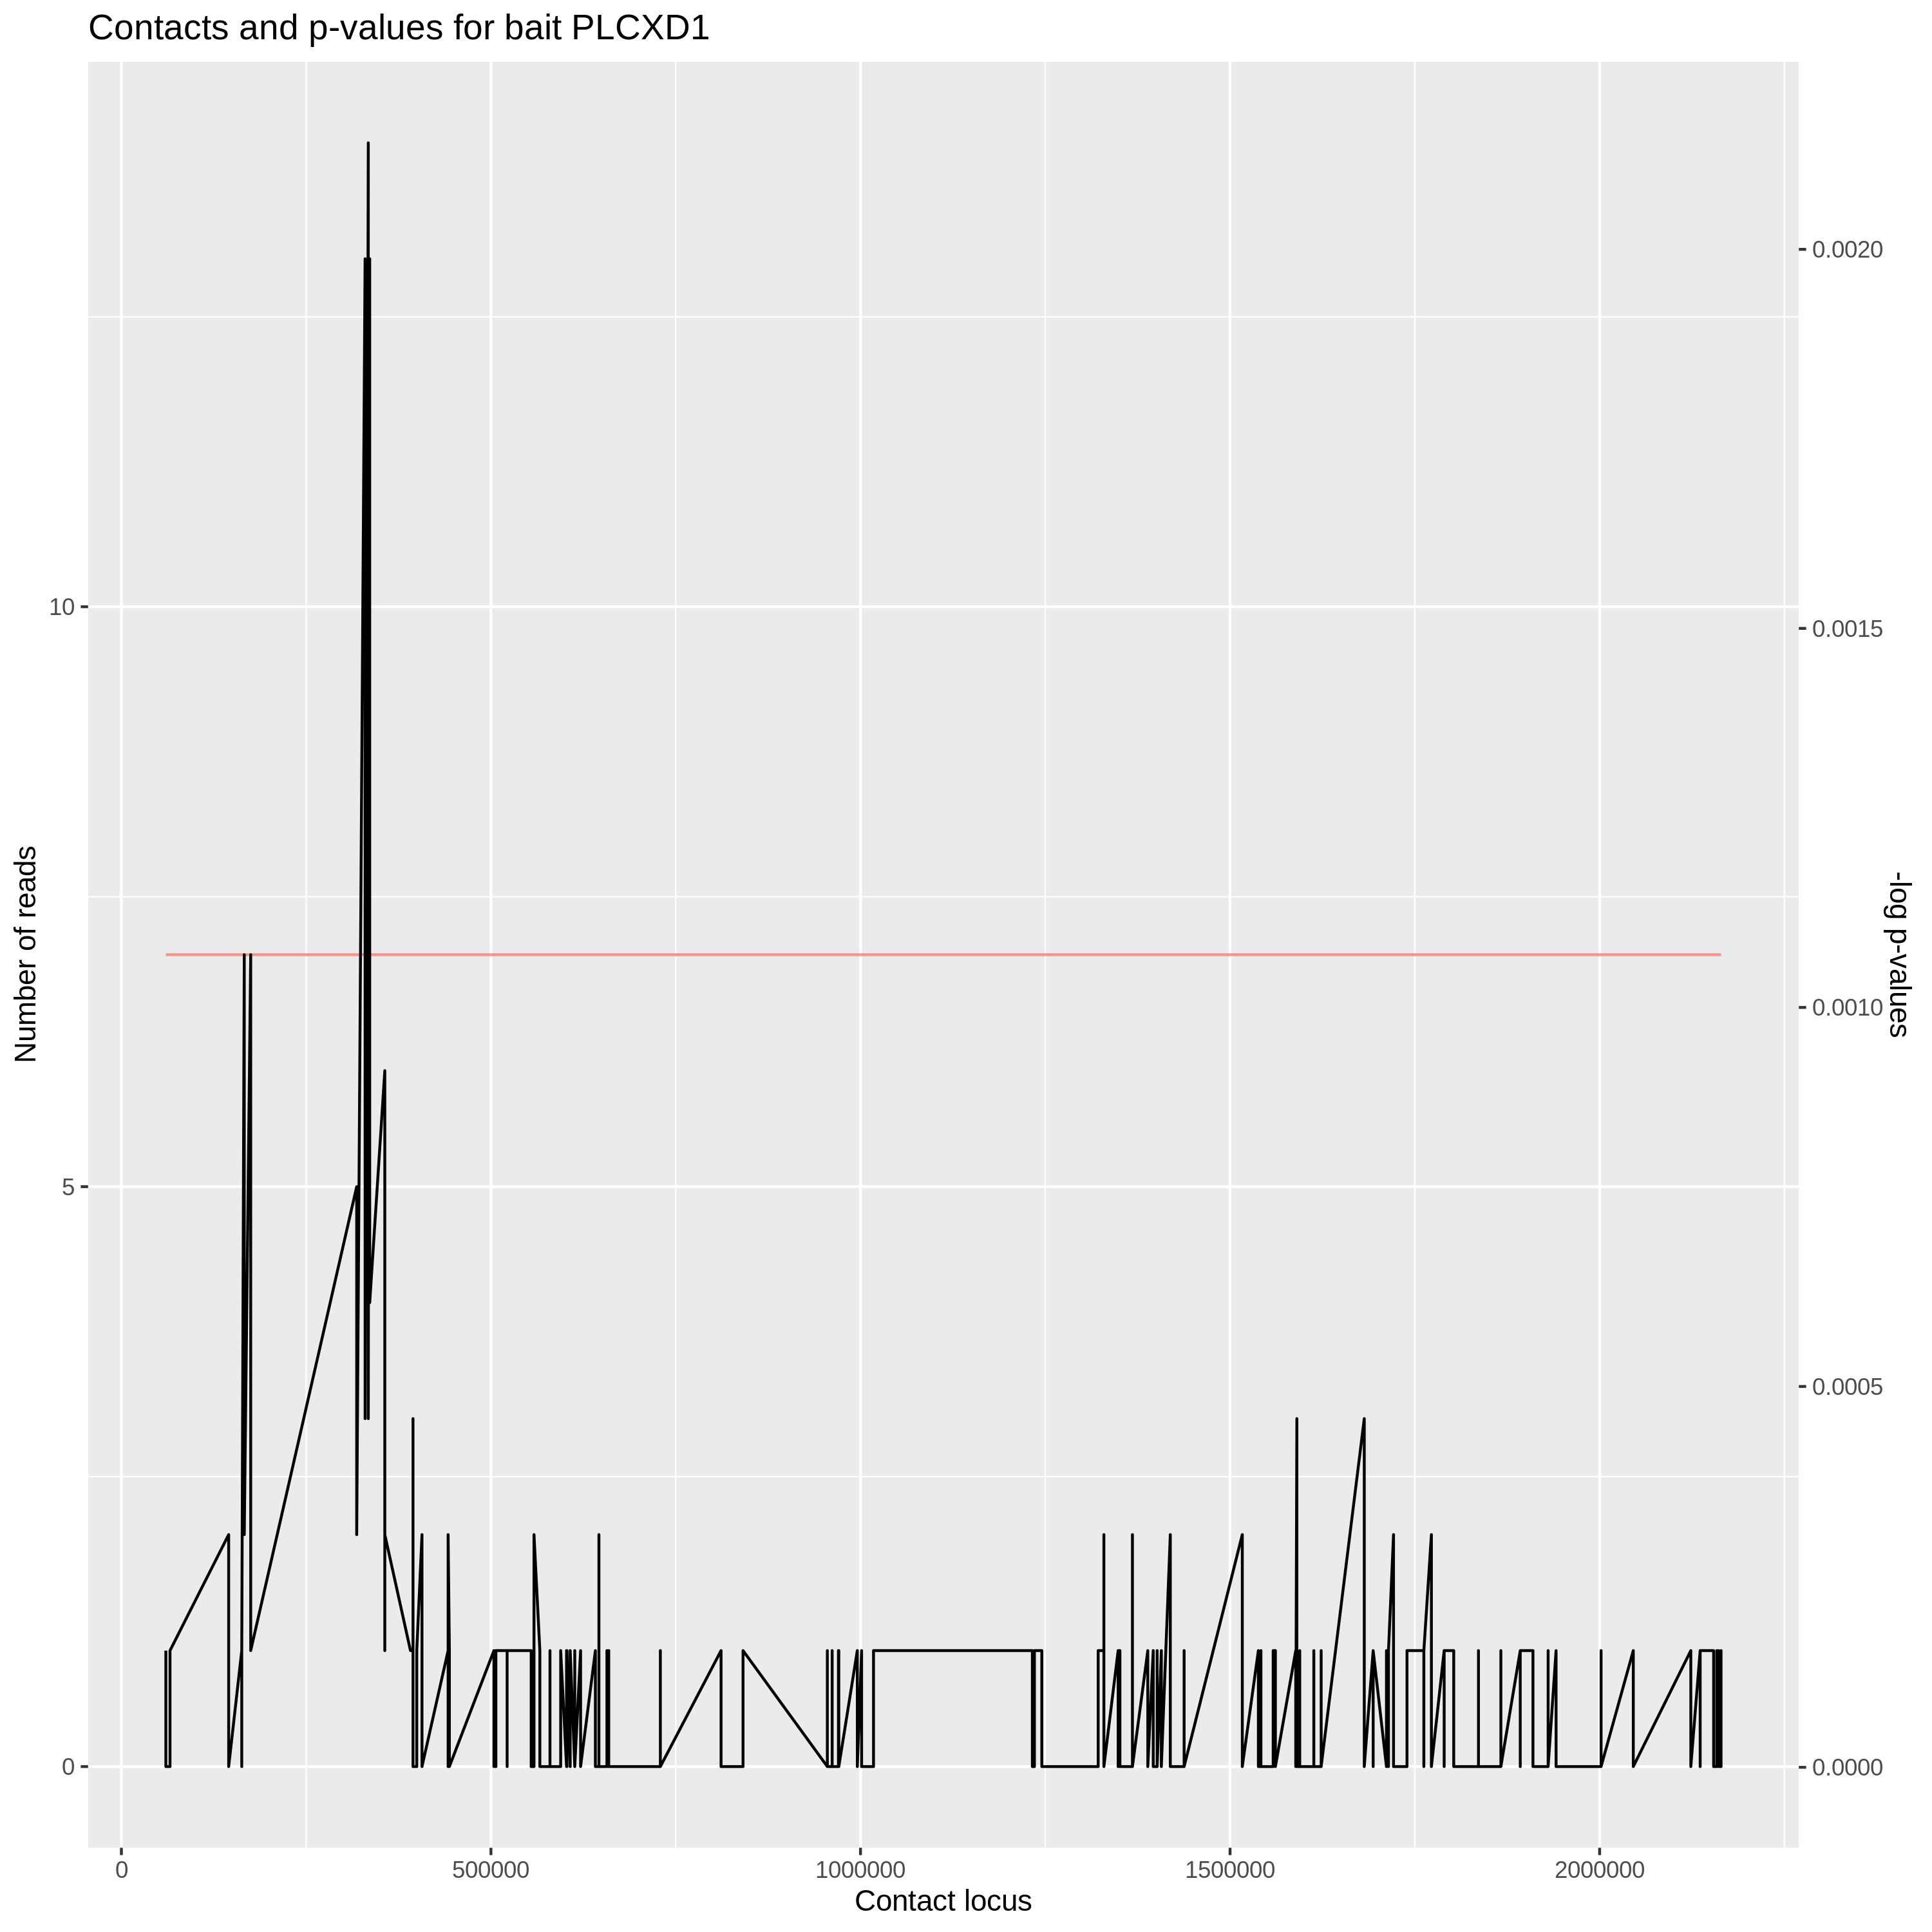 Contacts and p-values for bait PLCXD1
0.0020
10
0.0015
Number of reads
-log p-values
0.0010
5
0.0005
0
0.0000
0 500000 1000000 1500000 2000000
Contact locus